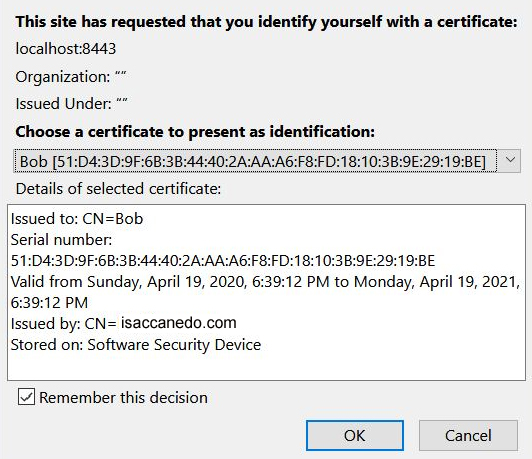 This site has requested that you identify yourself with a certificate:
localhost:8443
Organization: “”
Issued Under: “”
Choose a certificate to present as identification:
Bob [51:D4:3D:9F:6B:3B:44:40:2A:AA:A6:F8:FD:18:10:3B:9E:29:19:BE]
Details of selected certificate:
Issued to: CN=Bob
Serial number:
51:D4:3D:9F:6B:3B:44:40:2A:AA:A6:F8:FD:18:10:3B:9E:29:19:BE
Valid from Sunday, April 19, 2020, 6:39:12 PM to Monday, April 19, 2021,
6:39:12 PM
Issued by: CN= isaccanedo.com
Stored on: Software Security Device
Remember this decision
OK
Cancel